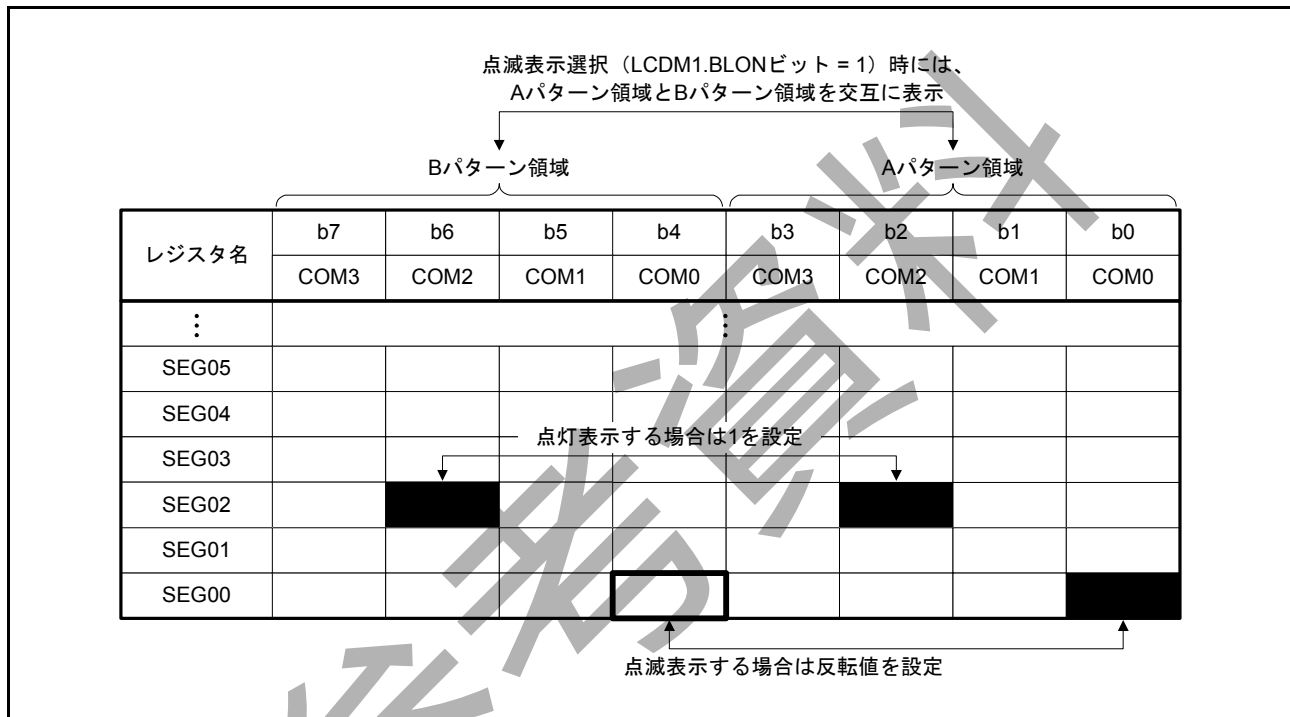 点滅表示選択（LCDM1.BLONビット = 1）時には、
Aパターン領域とBパターン領域を交互に表示
Bパターン領域 Aパターン領域
レジスタ名 b7 b6 b5 b4 b3 b2 b1 b0
COM3 COM2 COM1 COM0 COM3 COM2 COM1 COM0
⋮ ⋮
SEG05
SEG04
点灯表示する場合は1を設定
SEG03
SEG02
SEG01
SEG00
点滅表示する場合は反転値を設定
参考資料